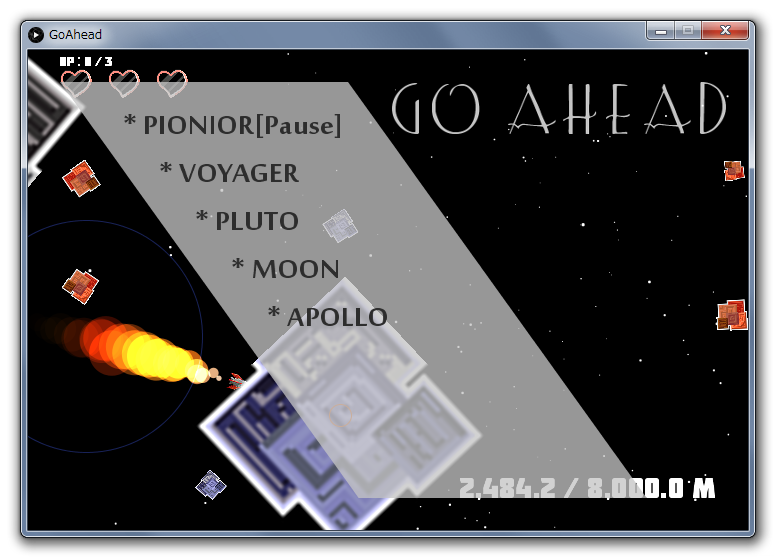 GoAhead
HP: 0 / 3
GO AHEAD
* PIONIOR[Pause]
* VOYAGER
* PLUTO
* MOON
* APOLLO
2,484.2 / 8,000.0 M